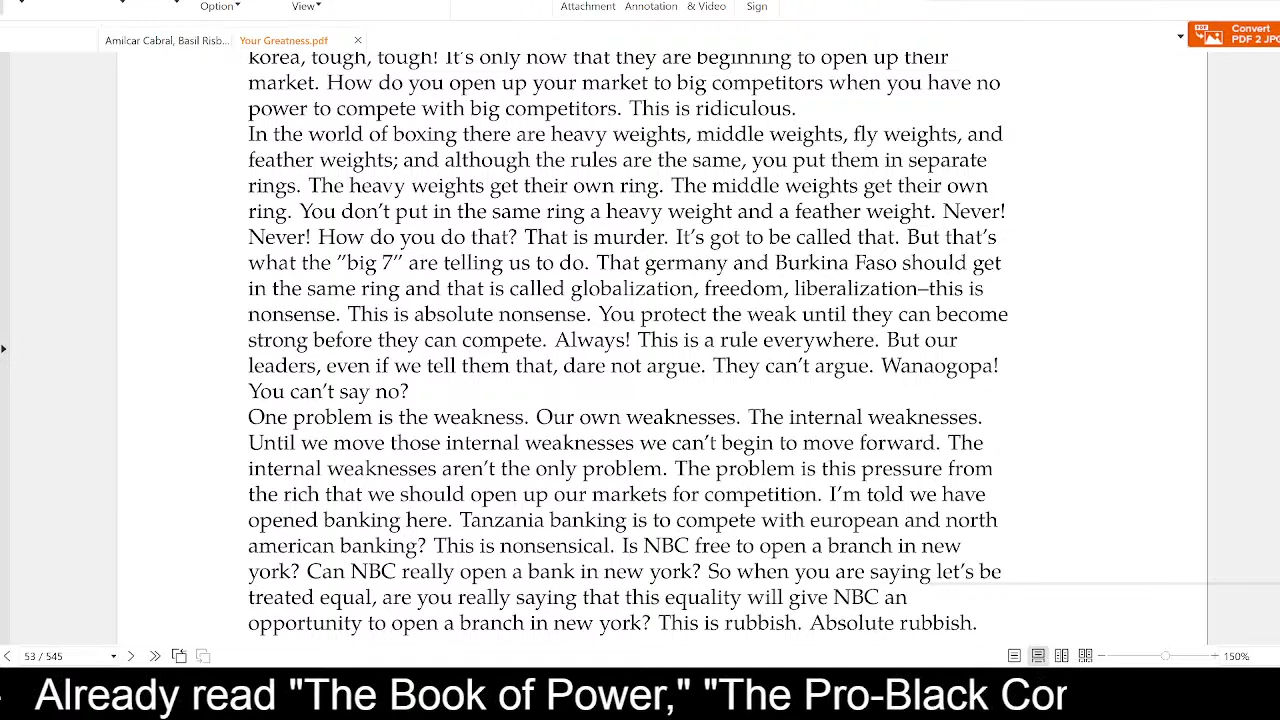 Option
View
Attachment
Annotation
& Video
Sign
Amilcar Cabral, Basil Risb...
Your Greatness.pdf
Convert
PDF 2 JPG
korea, tough, tough! It's only now that they are beginning to open up their
market. How do you open up your market to big competitors when you have no
power to compete with big competitors. This is ridiculous.
In the world of boxing there are heavy weights, middle weights, fly weights, and
feather weights; and although the rules are the same, you put them in separate
rings. The heavy weights get their own ring. The middle weights get their own
ring. You don't put in the same ring a heavy weight and a feather weight. Never!
Never! How do you do that? That is murder. It's got to be called that. But that's
what the ”big 7” are telling us to do. That germany and Burkina Faso should get
in the same ring and that is called globalization, freedom, liberalization–this is
nonsense. This is absolute nonsense. You protect the weak until they can become
strong before they can compete. Always! This is a rule everywhere. But our
leaders, even if we tell them that, dare not argue. They can't argue. Wanaogopa!
You can't say no?
One problem is the weakness. Our own weaknesses. The internal weaknesses.
Until we move those internal weaknesses we can't begin to move forward. The
internal weaknesses aren't the only problem. The problem is this pressure from
the rich that we should open up our markets for competition. I'm told we have
opened banking here. Tanzania banking is to compete with european and north
american banking? This is nonsensical. Is NBC free to open a branch in new
york? Can NBC really open a bank in new york? So when you are saying let's be
treated equal, are you really saying that this equality will give NBC an
opportunity to open a branch in new york? This is rubbish. Absolute rubbish.
53 / 545
150%
Already read "The Book of Power," "The Pro-Black Cor